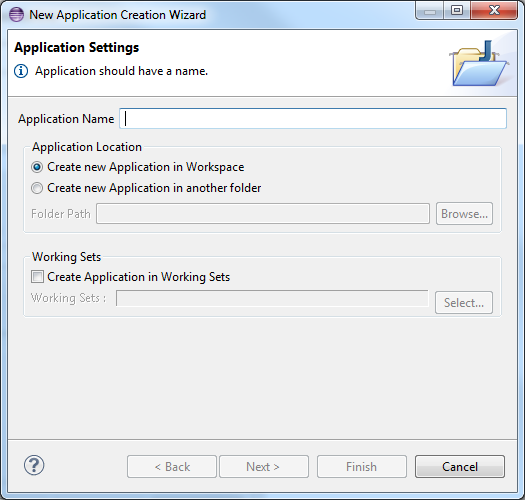 New Application Creation Wizard
Application Settings
Application should have a name.
Application Name
Application Location
Create new Application in Workspace
Create new Application in another folder
Folder Path
Browse...
Working Sets
Create Application in Working Sets
Working Sets :
Select...
?
< Back
Next >
Finish
Cancel